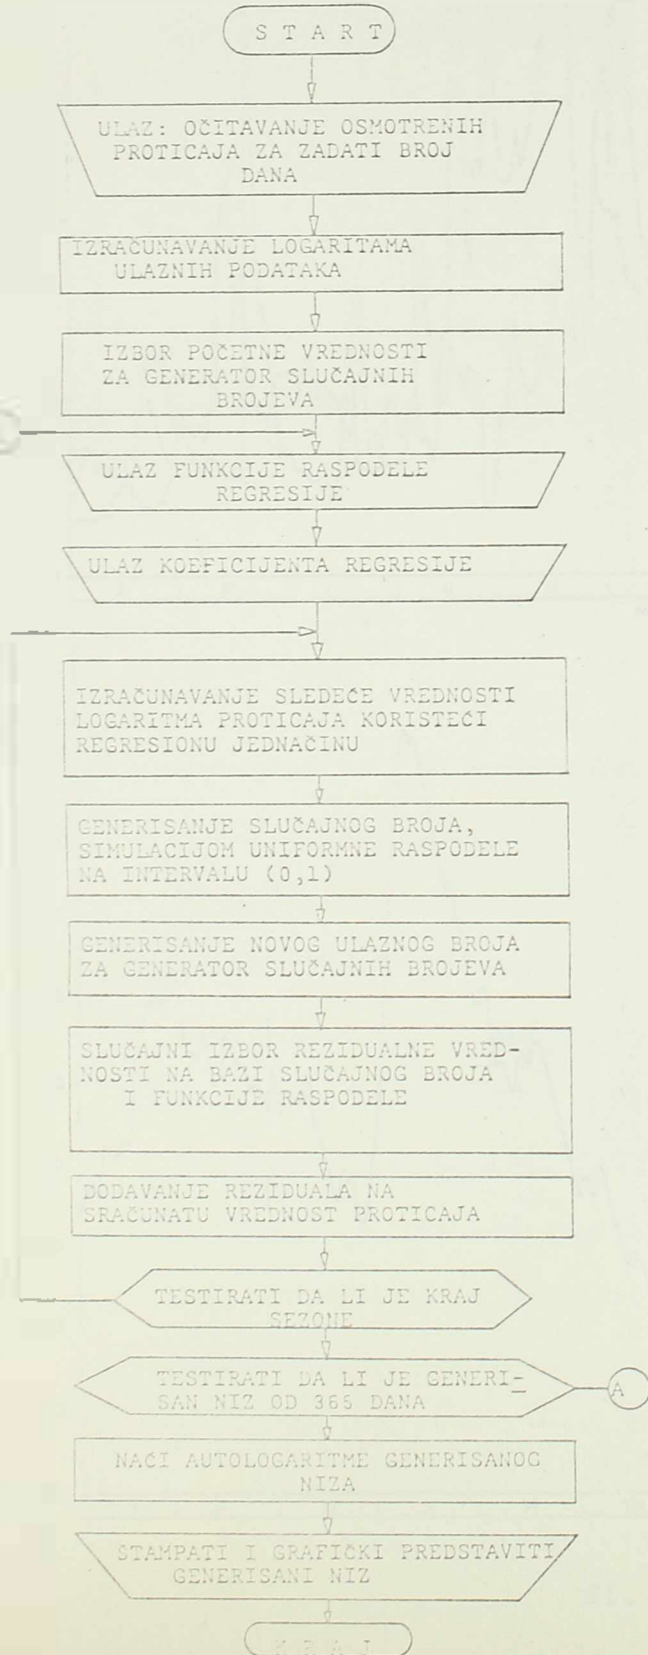 S T A R T
ULAZ: OČITAVANJE OSMOTRENIH
PROTICAJA ZA ZADATI BROJ
DANA
IZRAČUNAVANJE LOGARITAMA
ULAZNIH PODATAKA
IZBOR POČETNE VREDNOSTI
ZA GENERATOR SLUČAJNIH
BROJEVA
ULAZ FUNKCIJE RASPODELE
REGRESIJE
ULAZ KOEFICIJENTA REGRESIJE
IZRAČUNAVANJE SLEDEĆE VREDNOSTI
LOGARITMA PROTICAJA KORISTEĆI
REGRESIONU JEDNAČINU
GENERISANJE SLUČAJNOG BROJA,
SIMULACIJOM UNIFORMNE RASPODELE
NA INTERVALU (0,1)
GENERISANJE NOVOG ULAZNOG BROJA
ZA GENERATOR SLUČAJNIH BROJEVA
SLUČAJNI IZBOR REZIDUALNE VRED-
NOSTI NA BAZI SLUČAJNOG BROJA
I FUNKCIJE RASPODELE
DODAVANJE REZIDUALA NA
SRAČUNATU VREDNOST PROTICAJA
TESTIRATI DA LI JE KRAJ
SEZONE
TESTIRATI DA LI JE GENERI-
SAN NIZ OD 365 DANA
A
NAĆI AUTOLOGARITME GENERISANOG
NIZA
STAMPATI I GRAFIČKI PREDSTAVITI
GENERISANI NIZ
K R A J